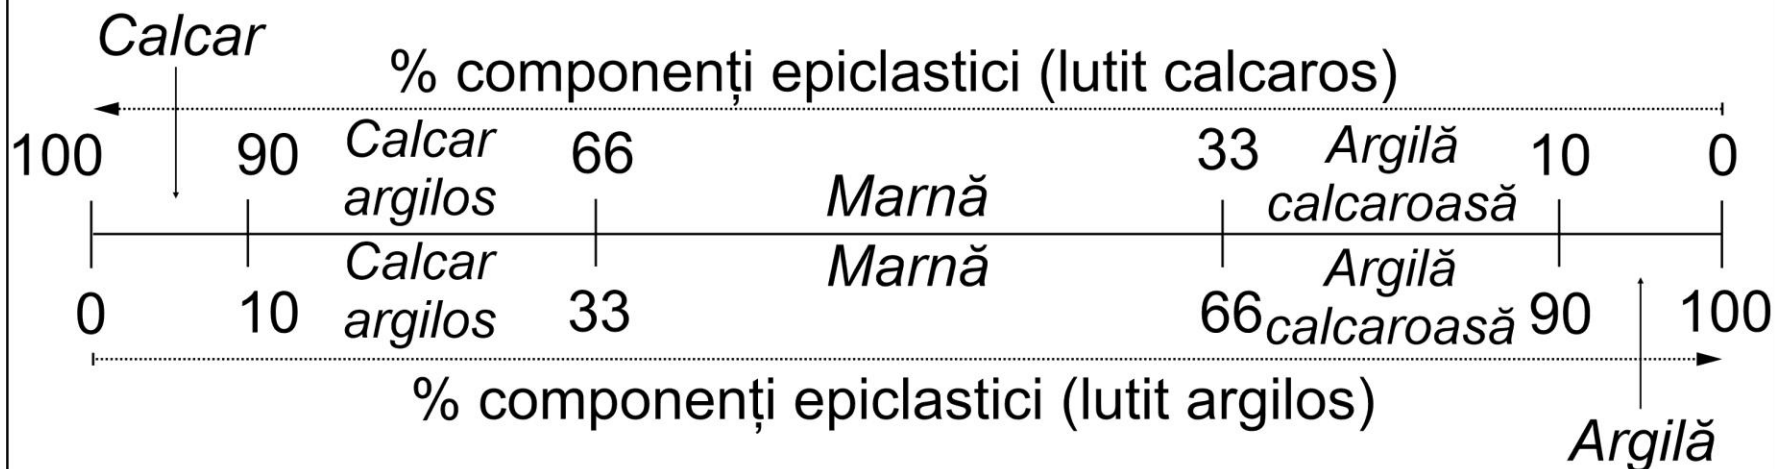 Calcar
% componenți epiclastici (lutit calcaros)
100 90 Calcar argilos 66 Marnă 33 Argilă calcaroasă 10 0
0 10 Calcar argilos 33 Marnă 66 Argilă calcaroasă 90 100
% componenți epiclastici (lutit argilos)
Argilă